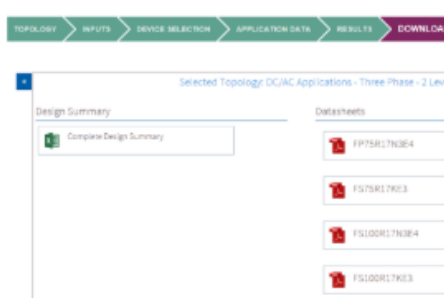 TOPOLOGY INPUTS DEVICE SELECTION APPLICATION DATA RESULTS DOWNLOA
Selected Topology: DC/AC Applications - Three Phase - 2 Lev
Design Summary
Datasheets
Complete Design Summary
FP75R17N3E4
FS75R17KE3
FS100R17N3E4
FS100R17KE3